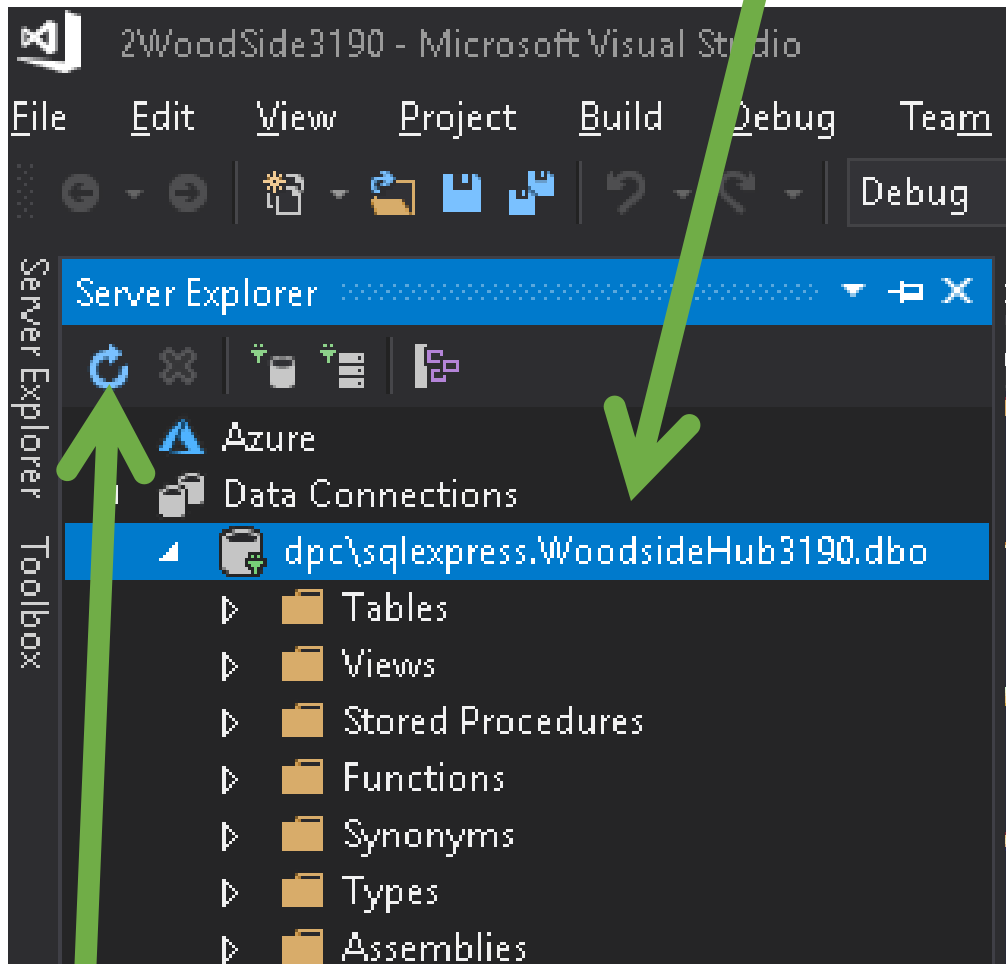 2WoodSide3190 - Microsoft Visual Studio
File Edit View Project Build Debug Team
Debug
Server Explorer
Server Explorer
Toolbox
Azure
Data Connections
dpc\sqlexpress.WoodsideHub3190.dbo
Tables
Views
Stored Procedures
Functions
Synonyms
Types
Assemblies